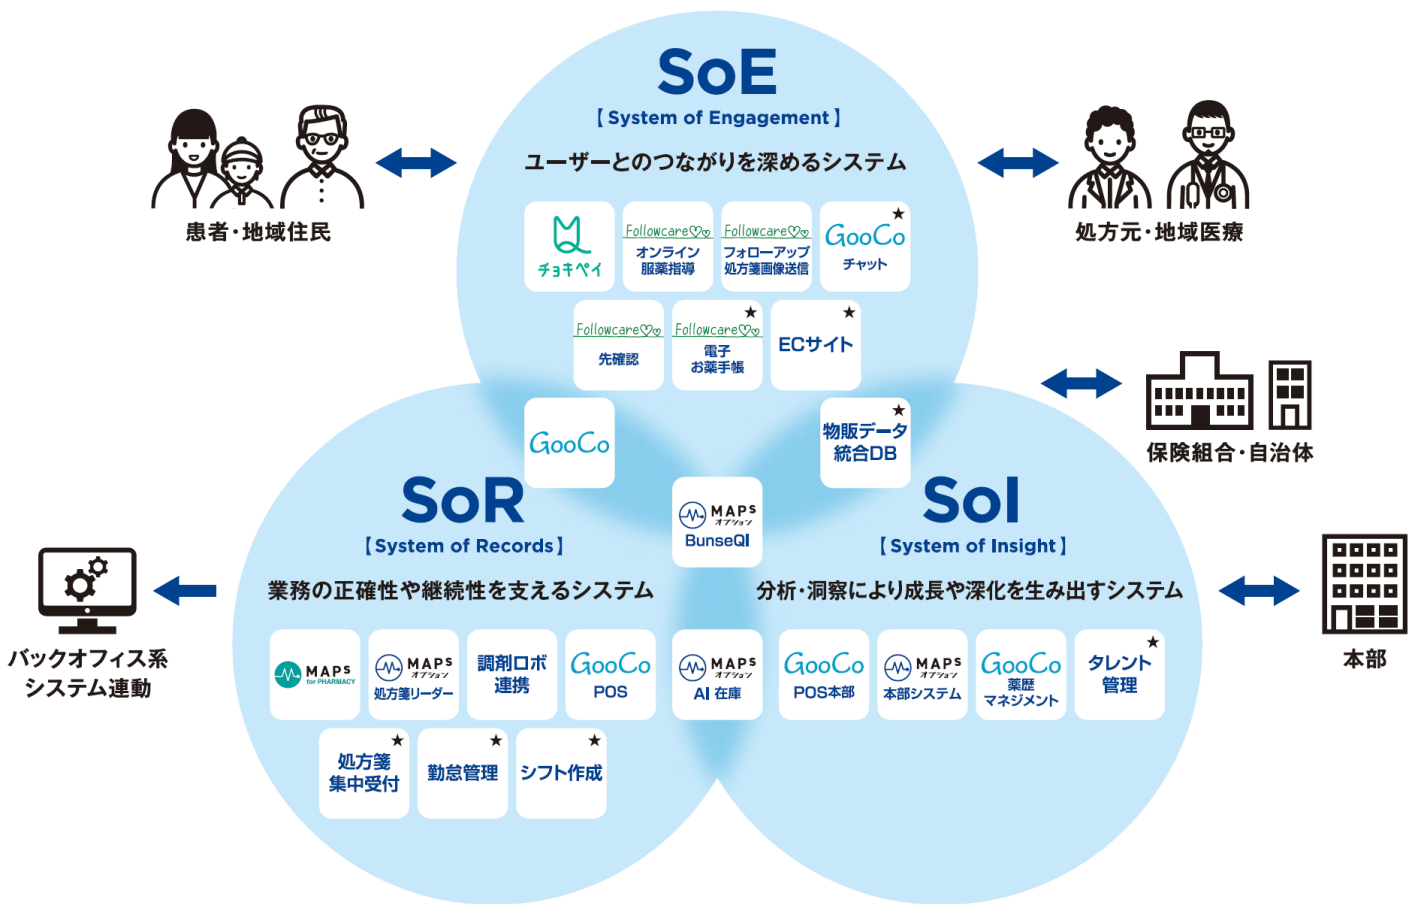 SoE
【System of Engagement】
ユーザーとのつながりを深めるシステム
患者・地域住民
処方元・地域医療
チョキペイ
Followcare
オンライン
服薬指導
Followcare
フォローアップ
処方箋画像送信
★
GooCo
チャット
Followcare
先確認
★
Followcare
電子
お薬手帳
★
ECサイト
保険組合・自治体
GooCo
★
物販データ
統合DB
SoR
【System of Records】
業務の正確性や継続性を支えるシステム
MAPs
オプション
BunseQI
SoI
【System of Insight】
分析・洞察により成長や深化を生み出すシステム
バックオフィス系
システム連動
本部
MAPs
for PHARMACY
MAPs
オプション
処方箋リーダー
調剤ロボ
連携
GooCo
POS
MAPs
オプション
AI 在庫
GooCo
POS本部
MAPs
オプション
本部システム
GooCo
薬歴
マネジメント
★
タレント
管理
★
処方箋
集中受付
★
勤怠管理
★
シフト作成